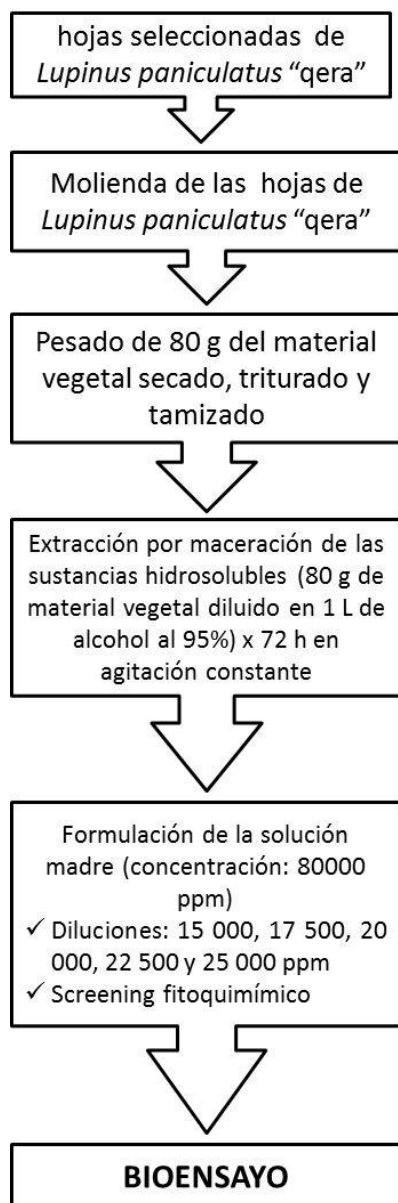 hojas seleccionadas de
Lupinus paniculatus “qera”
Molienda de las hojas de
Lupinus paniculatus “qera”
Pesado de 80 g del material
vegetal secado, triturado y
tamizado
Extracción por maceración de las
sustancias hidrosolubles (80 g de
material vegetal diluido en 1 L de
alcohol al 95%) x 72 h en
agitación constante
Formulación de la solución
madre (concentración: 80000
ppm)
✓ Diluciones: 15 000, 17 500, 20
000, 22 500 y 25 000 ppm
✓ Screening fitoquimímico
BIOENSAYO